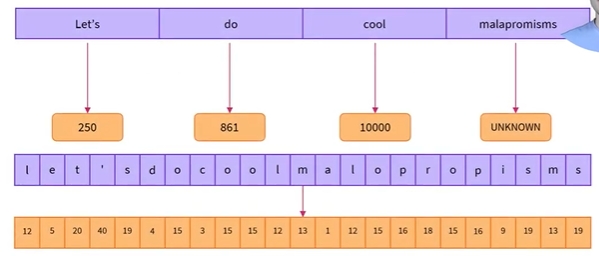 Let's do cool malapromisms
250 861 10000 UNKNOWN
l e t ' s d o c o o l m a l o p r o p i s m s
12 5 20 40 19 4 15 3 15 15 12 13 1 12 15 16 18 15 16 9 19 13 19